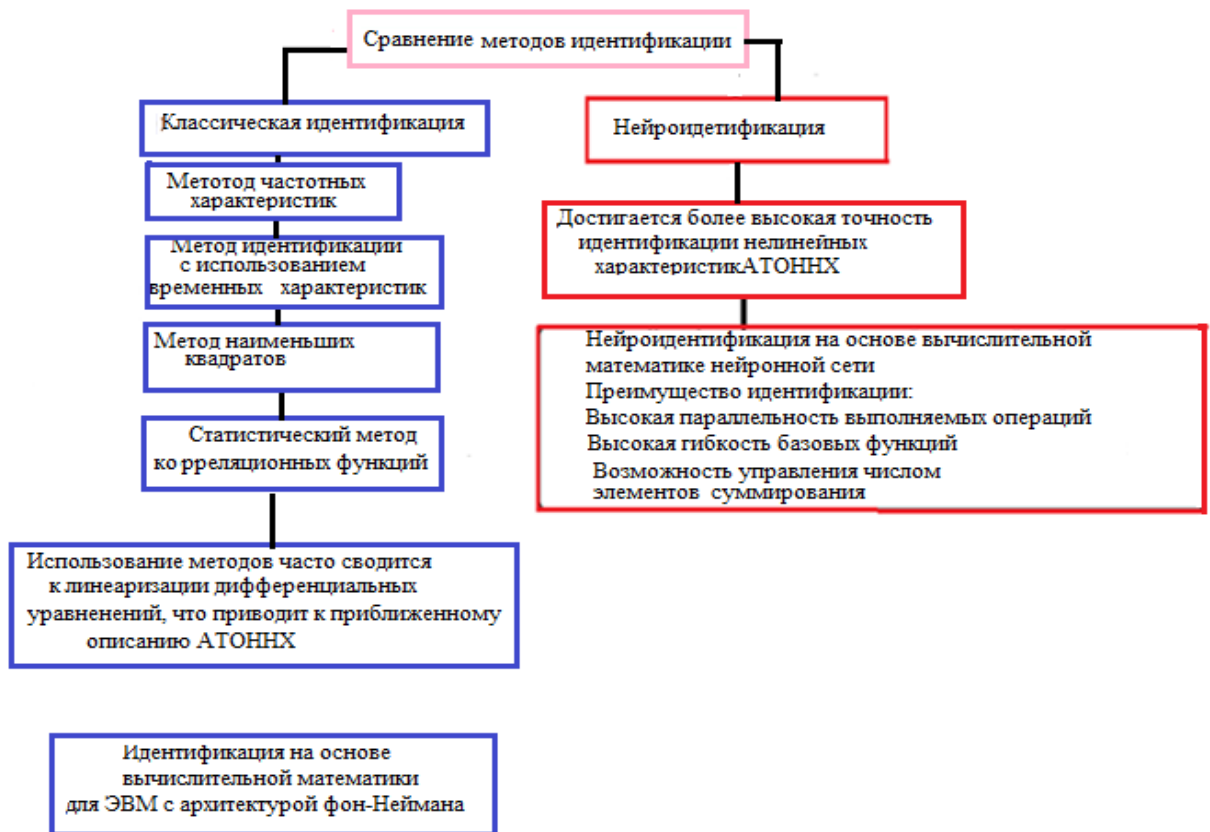 Сравнение методов идентификации
Классическая идентификация
Метотод частотных
характеристик
Метод идентификации
с использованием
временных характеристик
Метод наименьших
квадратов
Статистический метод
ко рреляционных функций
Использование методов часто сводится
к линеаризации дифференциальных
уравненений, что приводит к приближенному
описанию АТОННХ
Идентификация на основе
вычислительной математики
для ЭВМ с архитектурой фон-Неймана
Нейроидетификация
Достигается более высокая точность
идентификации нелинейных
характеристикАТОННХ
Нейроидентификация на основе вычислительной
математике нейронной сети
Преимущество идентификации:
Высокая параллельность выполняемых операций
Высокая гибкость базовых функций
Возможность управления числом
элементов суммирования